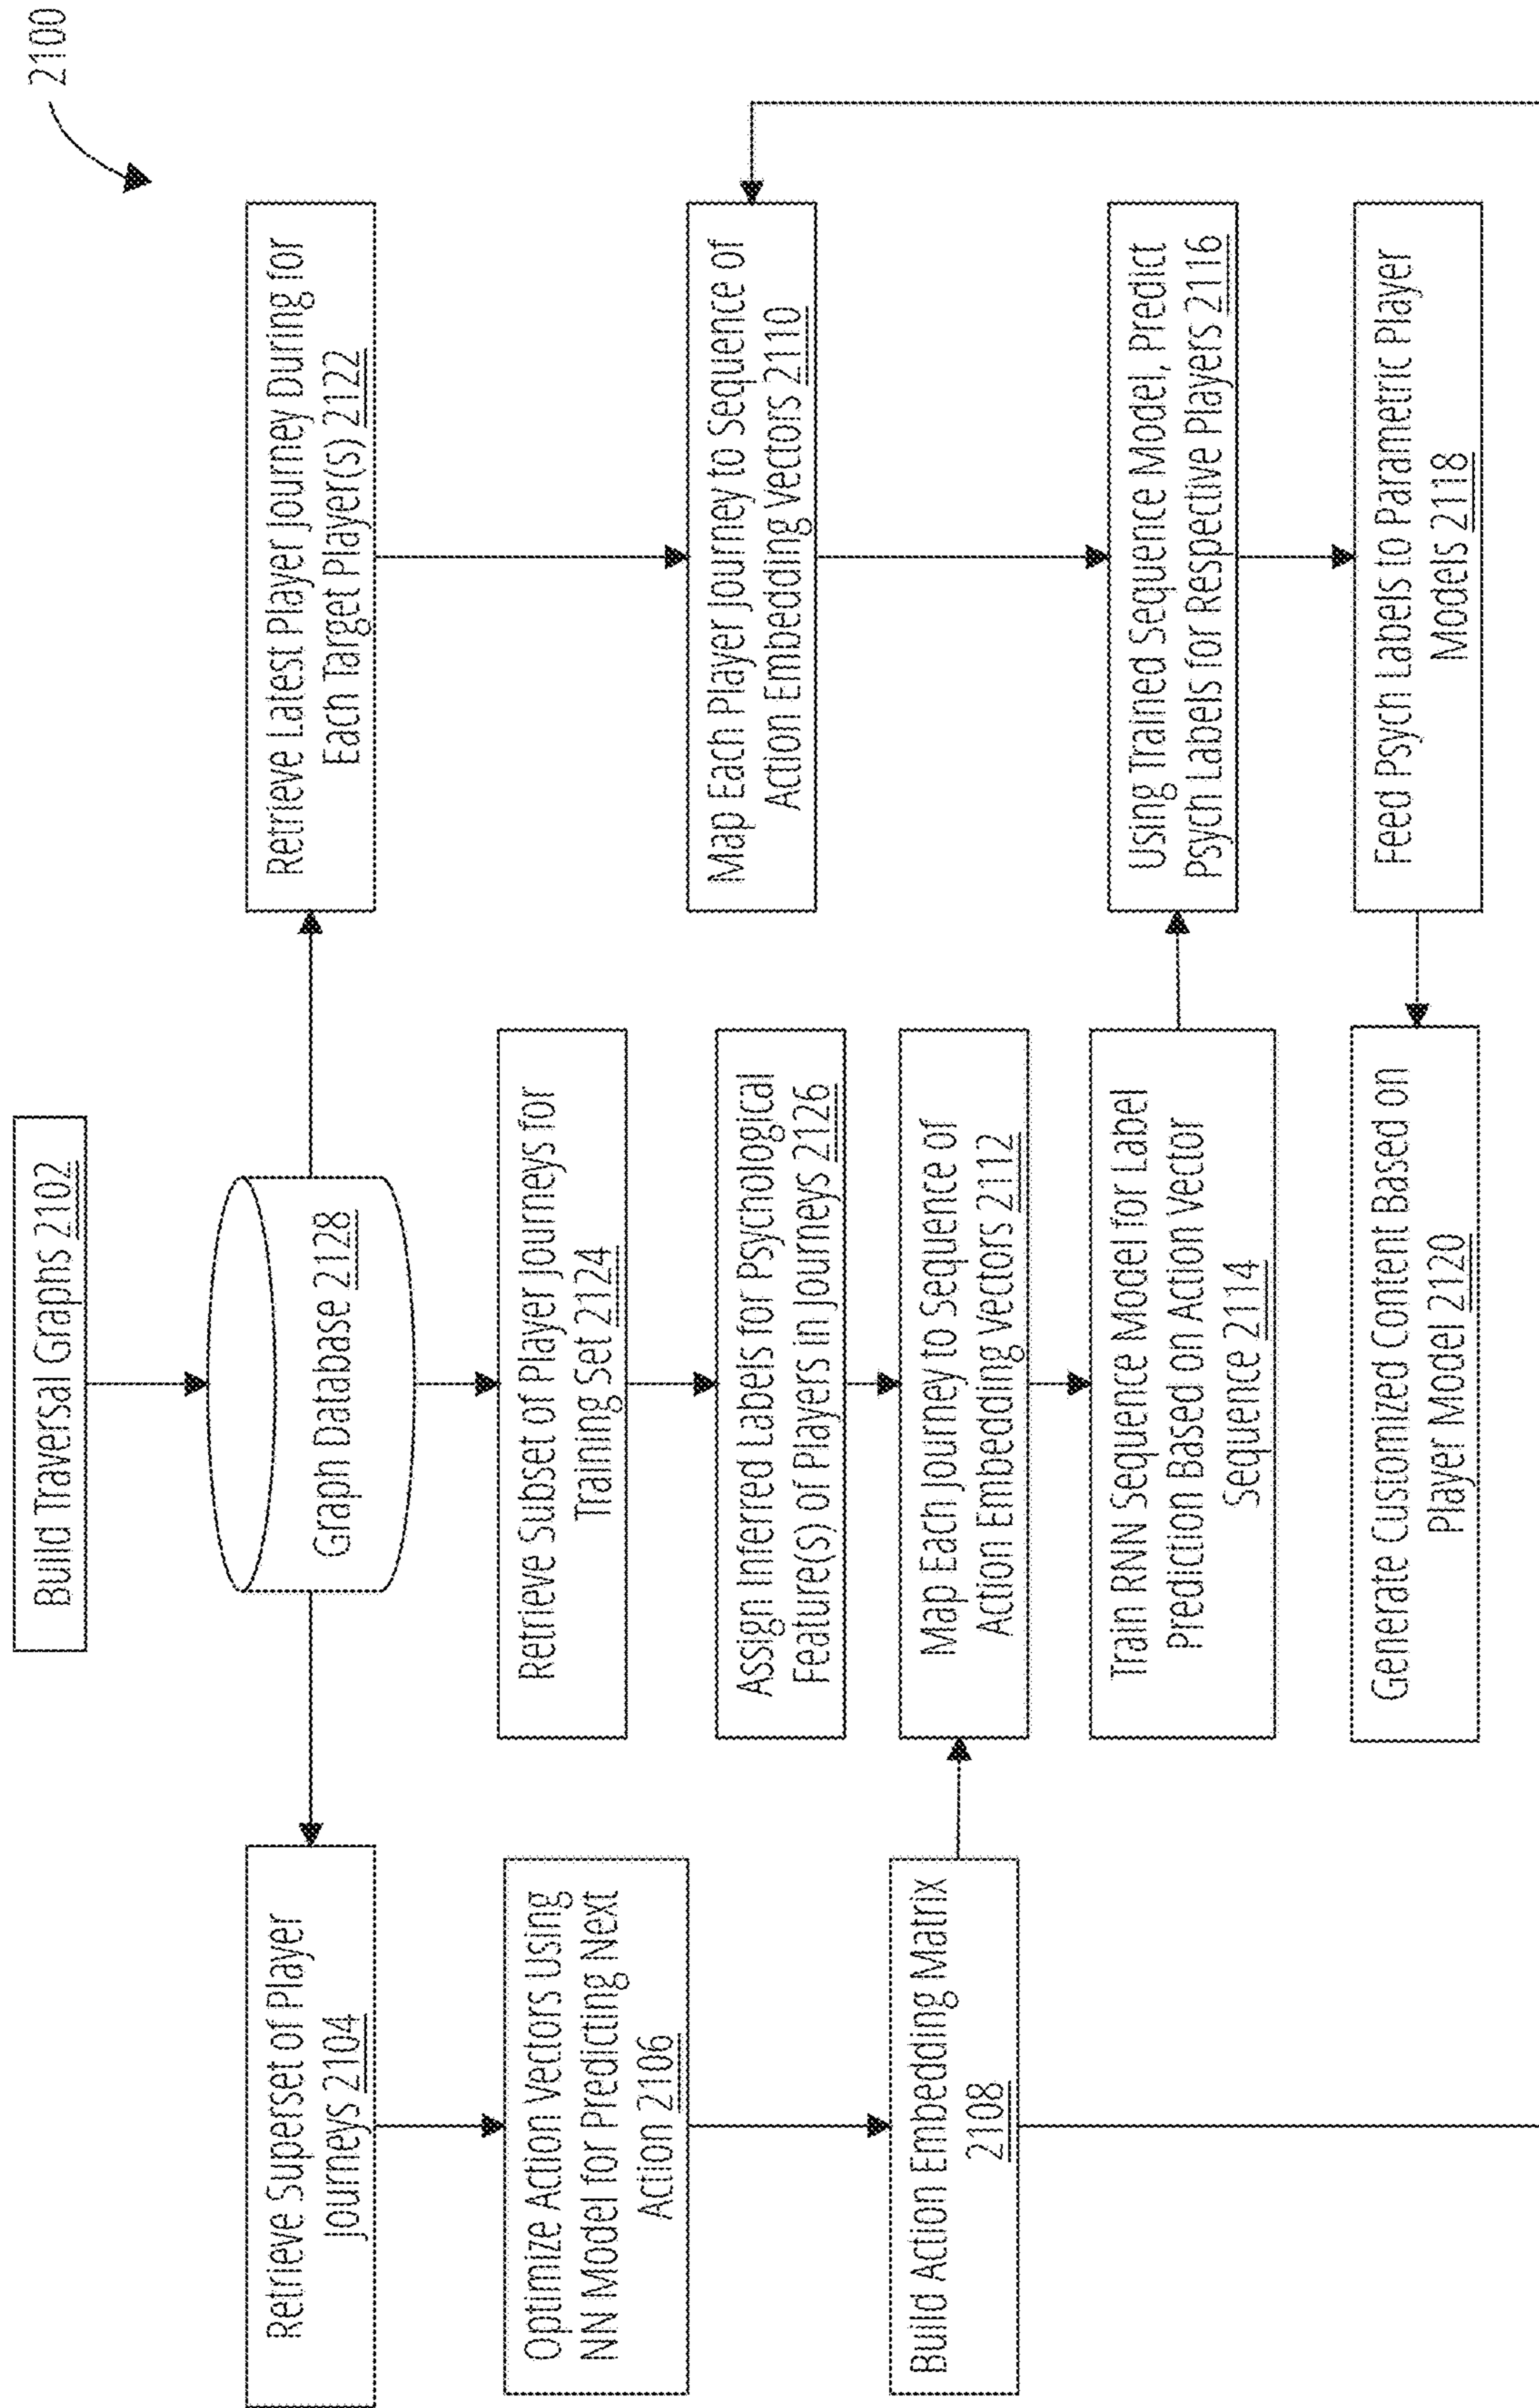 2100
Build Traversal Graphs 2102
Graph Database 2128
Retrieve Superset of Player
Journeys 2104
Optimize Action Vectors Using
NN Model for Predicting Next
Action 2106
Build Action Embedding Matrix
2108
Retrieve Subset of Player Journeys for
Training Set 2124
Assign Inferred Labels for Psychological
Feature(S) of Players in Journeys 2126
Map Each Journey to Sequence of
Action Embedding Vectors 2112
Train RNN Sequence Model for Label
Prediction Based on Action Vector
Sequence 2114
Retrieve Latest Player Journey During for
Each Target Player(S) 2122
Map Each Player Journey to Sequence of
Action Embedding Vectors 2110
Using Trained Sequence Model, Predict
Psych Labels for Respective Players 2116
Feed Psych Labels to Parametric Player
Models 2118
Generate Customized Content Based on
Player Model 2120